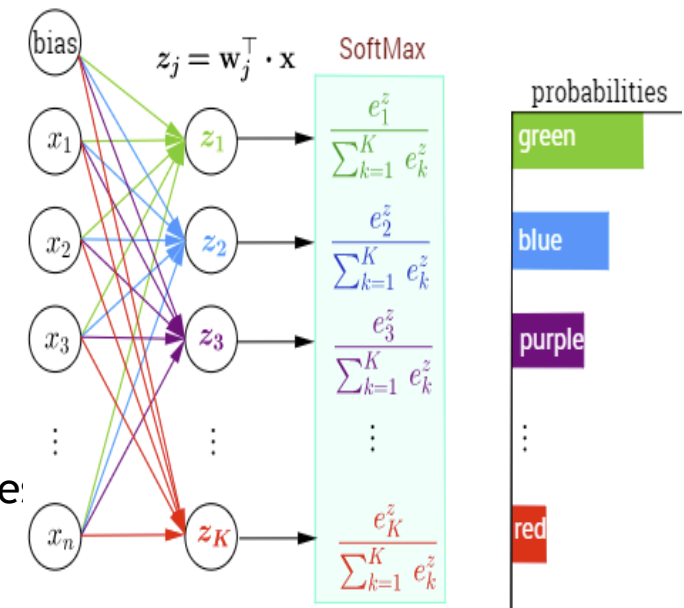 bias
z_j = w_j^⊤ · x
SoftMax
probabilities
x_1
z_1
e_1^z / ∑_{k=1}^K e_k^z
green
x_2
z_2
e_2^z / ∑_{k=1}^K e_k^z
blue
x_3
z_3
e_3^z / ∑_{k=1}^K e_k^z
purple
⋮ ⋮ ⋮ ⋮
x_n
z_K
e_K^z / ∑_{k=1}^K e_k^z
red